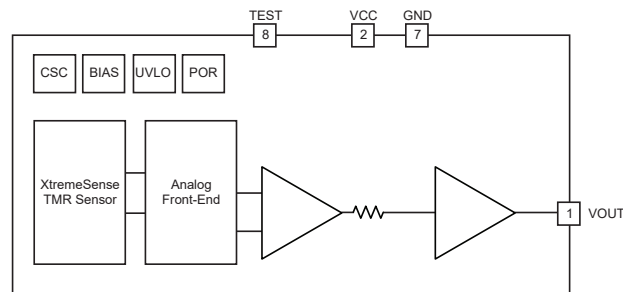 TEST
VCC
GND
8
2
7
CSC
BIAS
UVLO
POR
XtremeSense
TMR Sensor
Analog
Front-End
1
VOUT